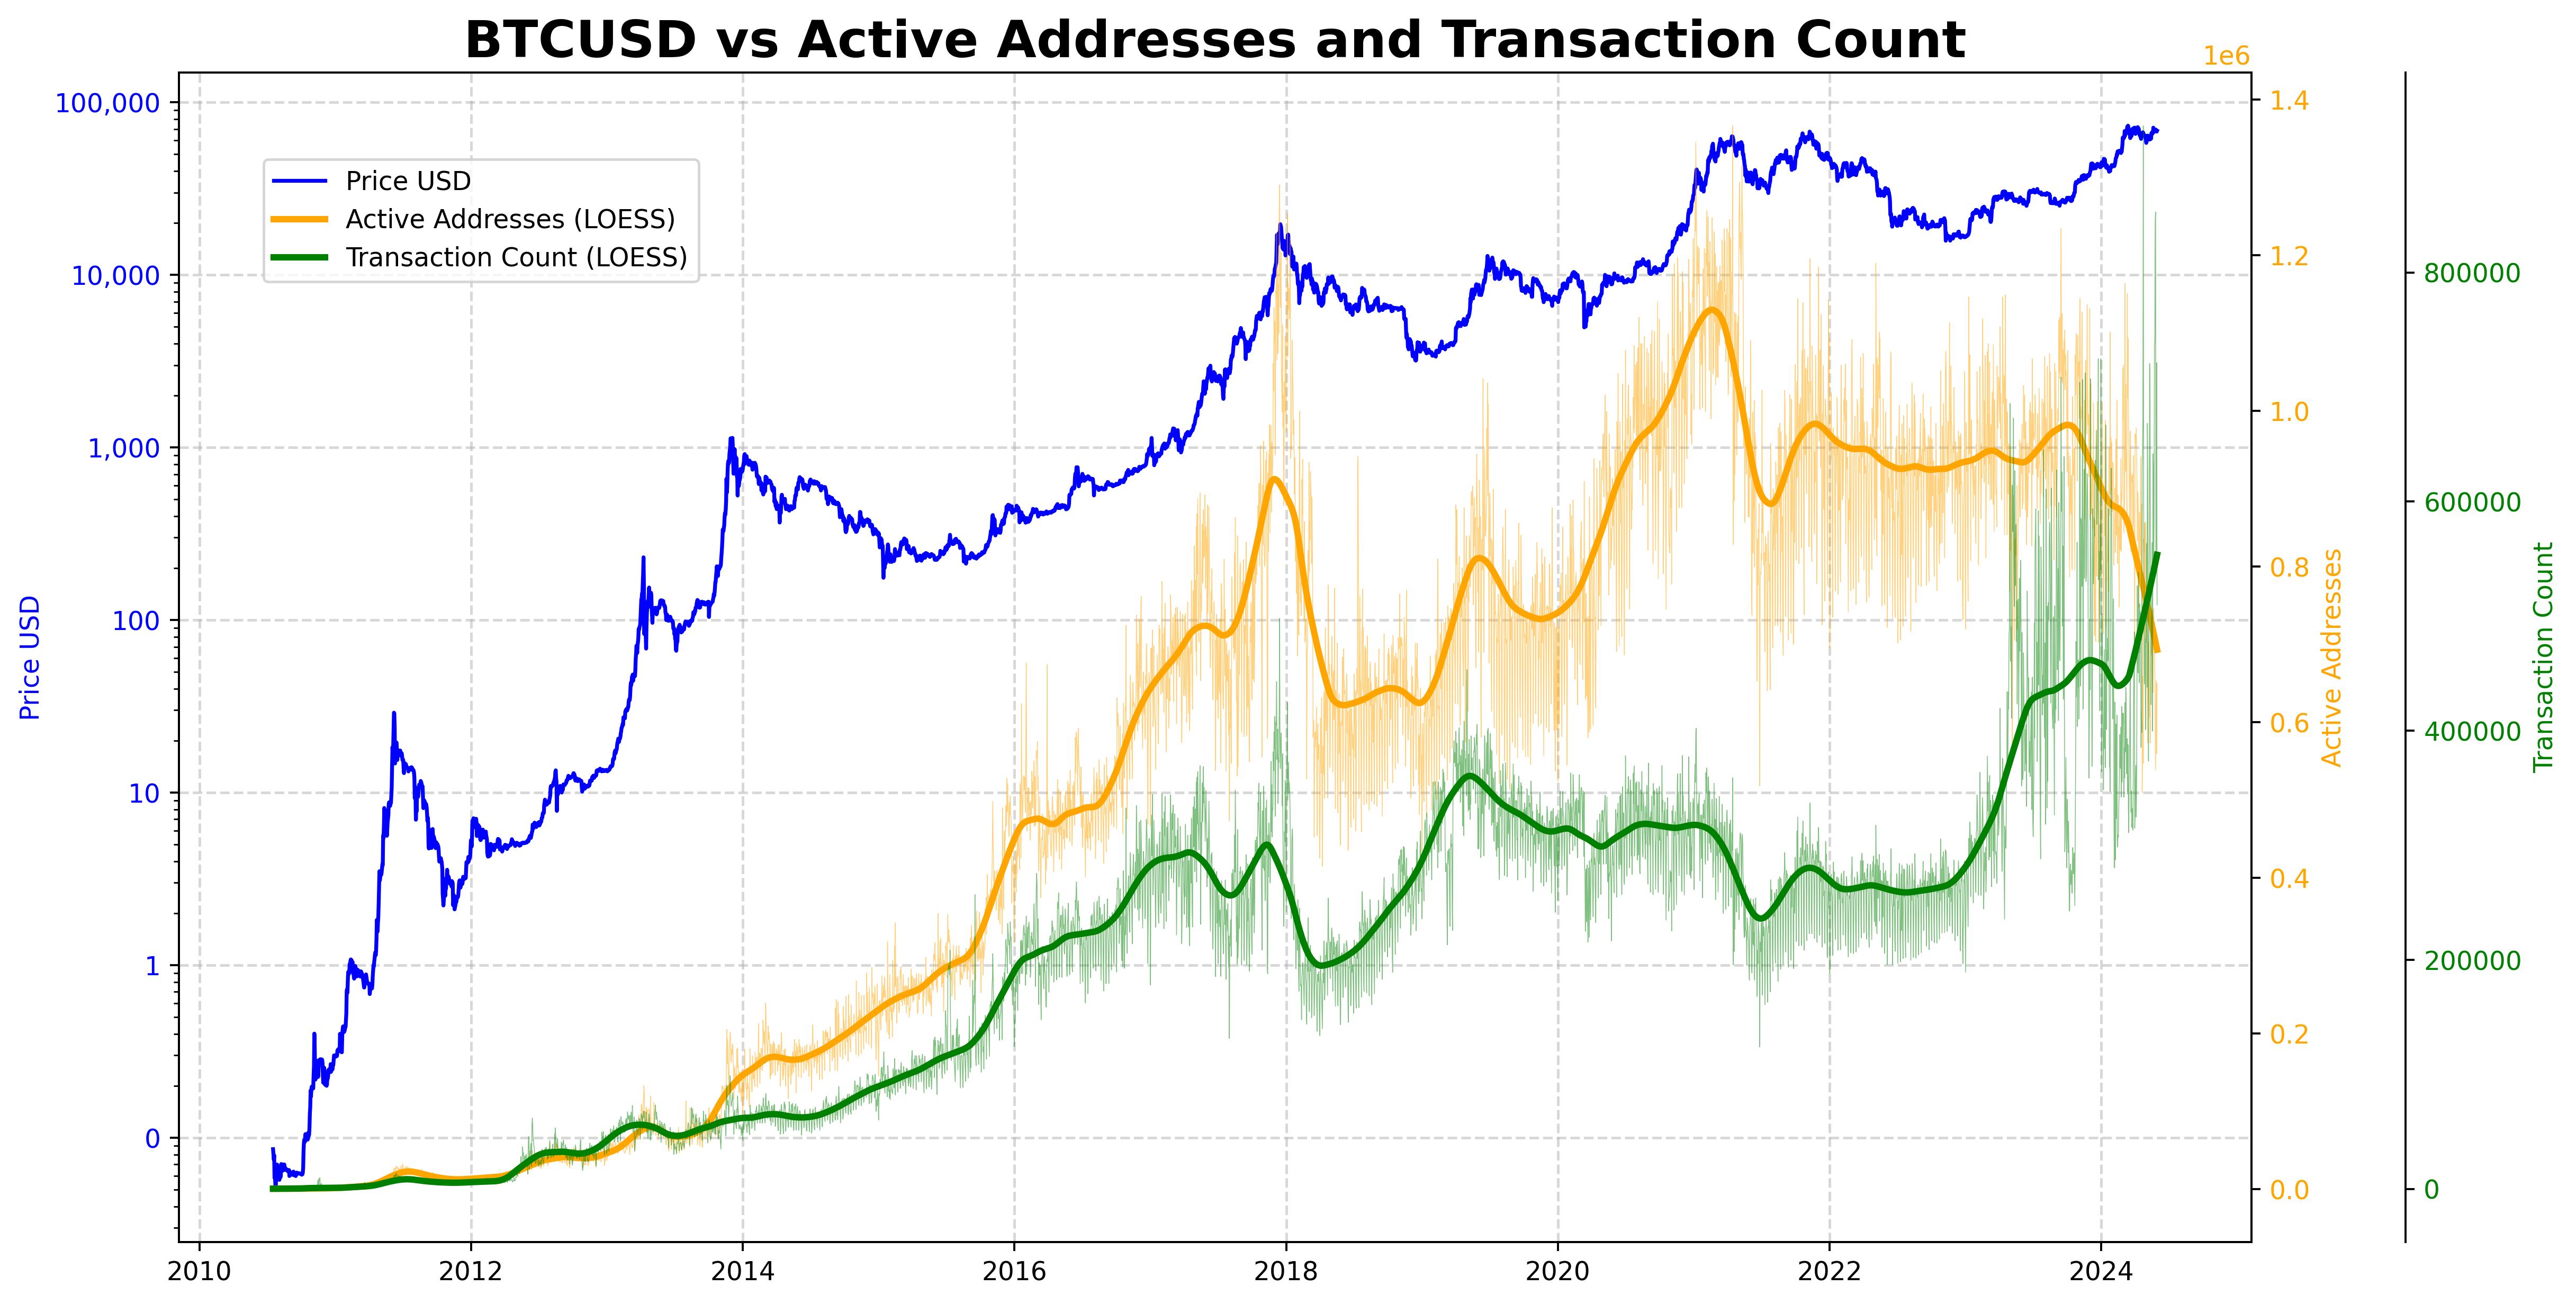 BTCUSD vs Active Addresses and Transaction Count
1e6
Price USD
Active Addresses (LOESS)
Transaction Count (LOESS)
100,000
10,000
1,000
100
10
1
0
Price USD
1.4
1.2
1.0
0.8
0.6
0.4
0.2
0.0
Active Addresses
800000
600000
400000
200000
0
Transaction Count
2010 2012 2014 2016 2018 2020 2022 2024